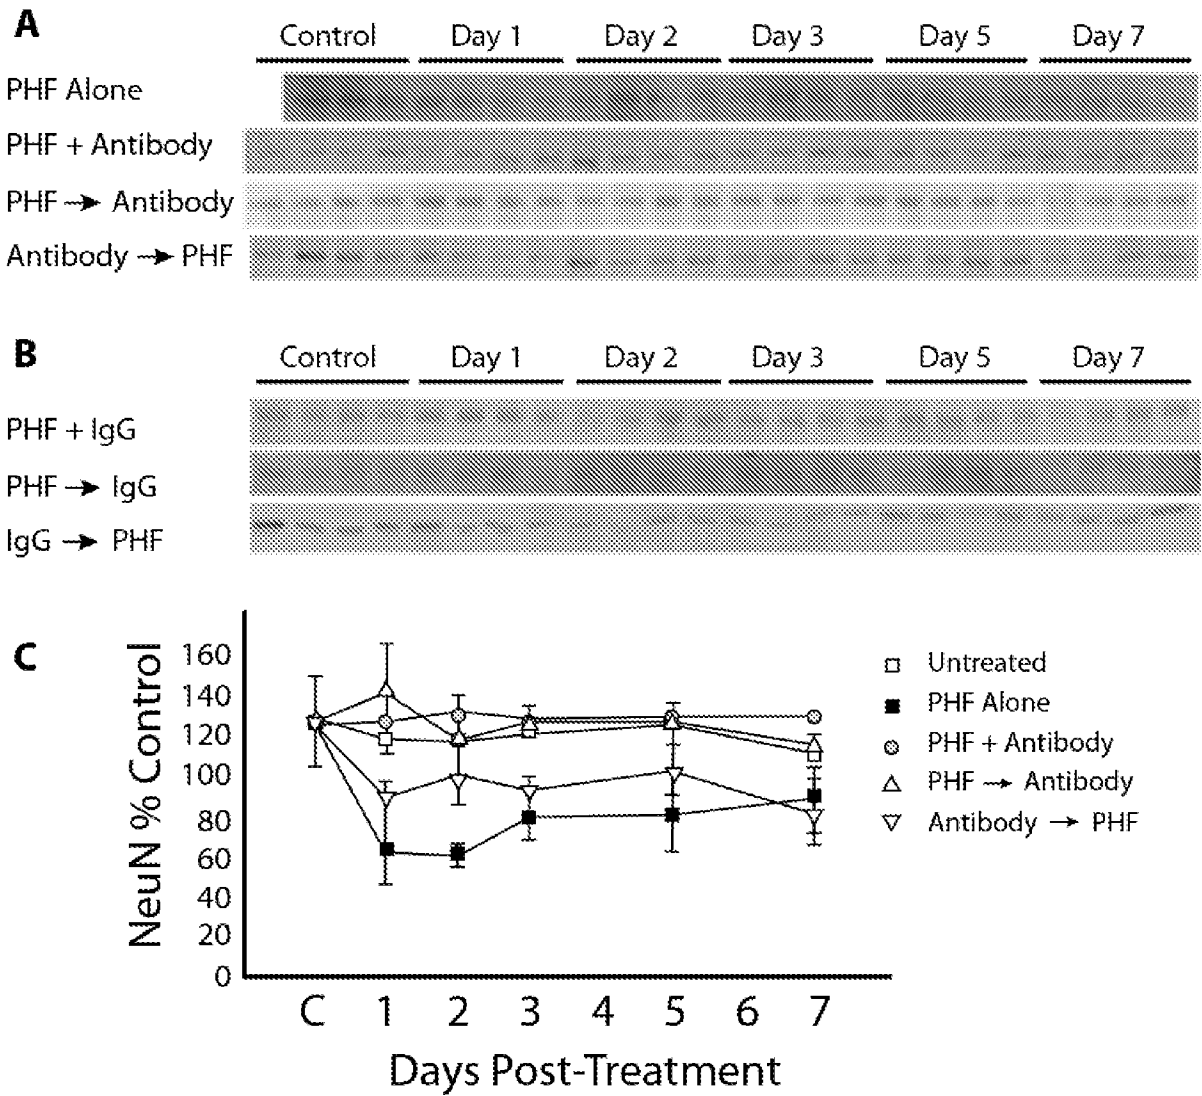 A
Control Day 1 Day 2 Day 3 Day 5 Day 7
PHF Alone
PHF + Antibody
PHF → Antibody
Antibody → PHF
B
Control Day 1 Day 2 Day 3 Day 5 Day 7
PHF + IgG
PHF → IgG
IgG → PHF
C
NeuN % Control
160
140
120
100
80
60
40
20
0
C 1 2 3 4 5 6 7
Days Post-Treatment
Untreated
PHF Alone
PHF + Antibody
PHF → Antibody
Antibody → PHF